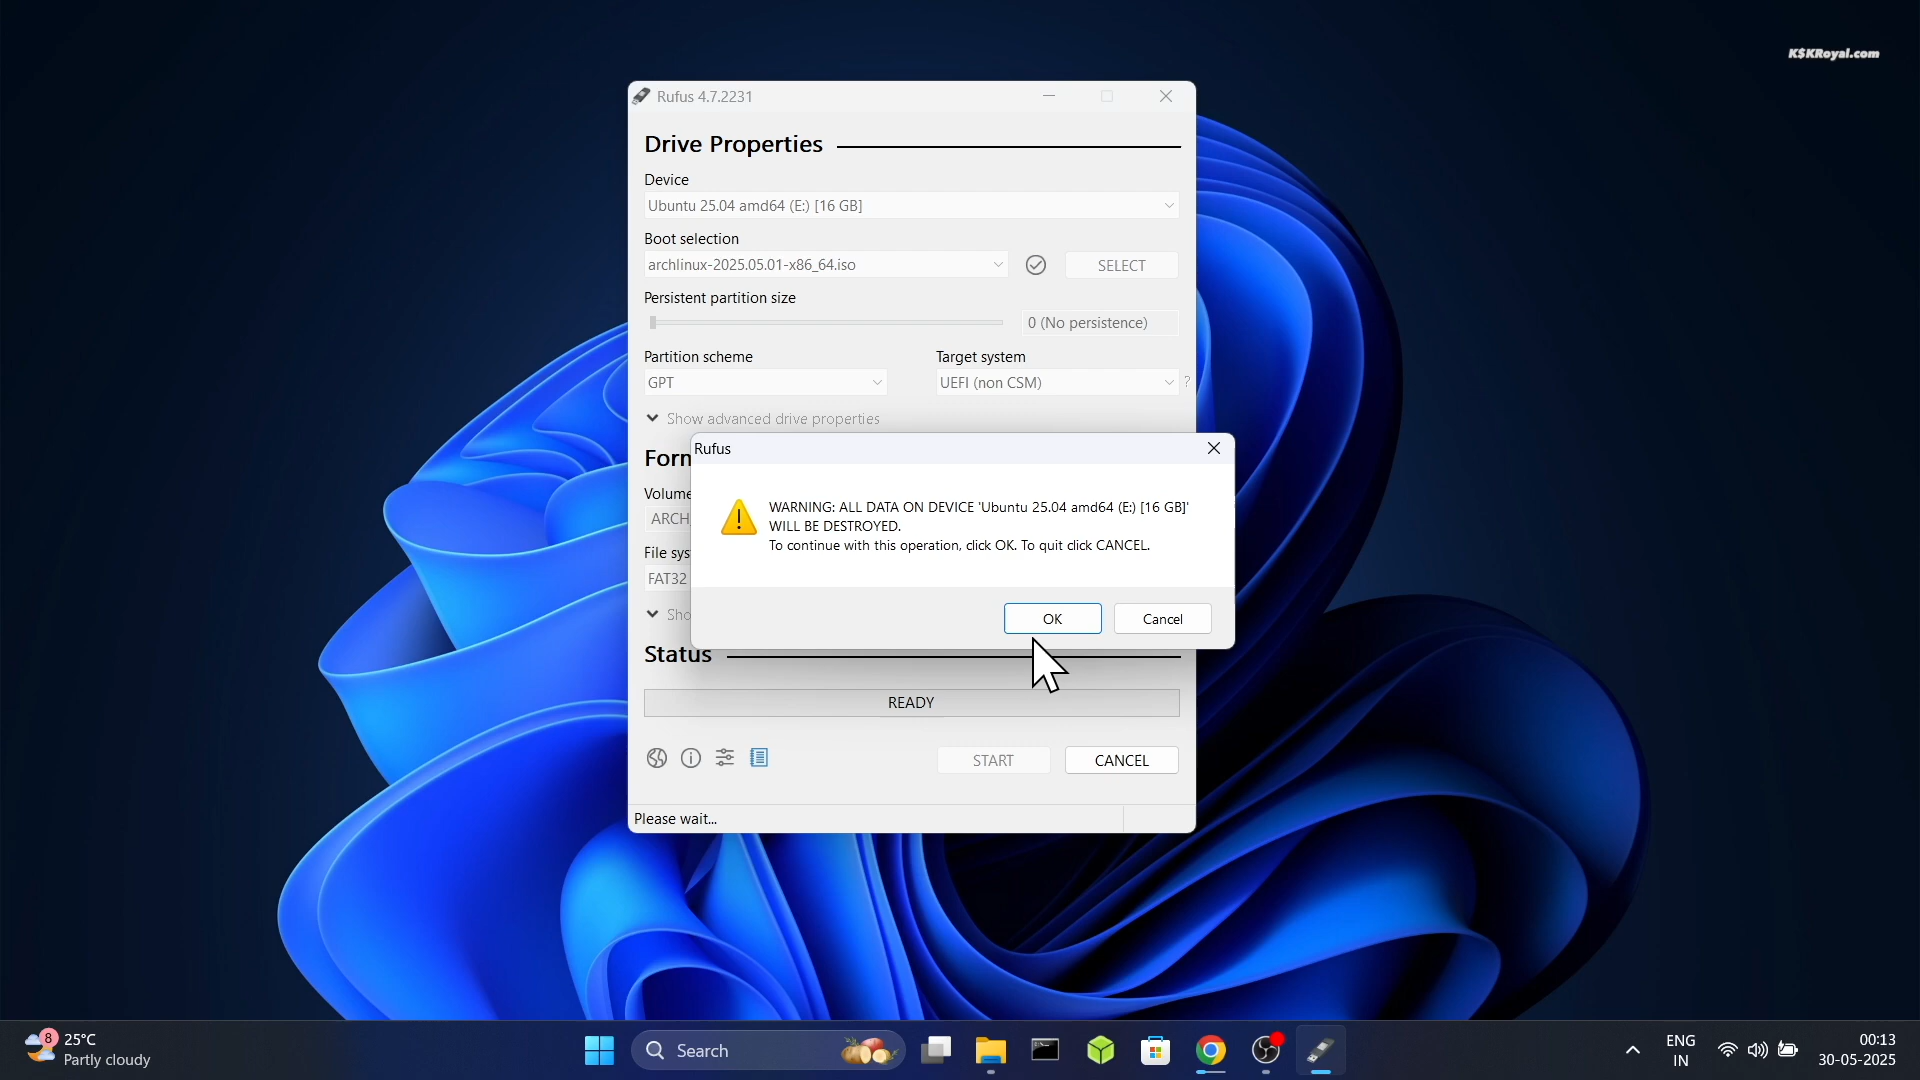 K$KRoyal.com
Rufus 4.7.2231
Drive Properties
Device
Ubuntu 25.04 amd64 (E:) [16 GB]
Boot selection
archlinux-2025.05.01-x86_64.iso
SELECT
Persistent partition size
0 (No persistence)
Partition scheme
Target system
GPT
UEFI (non CSM)
?
Show advanced drive properties
Form
Volume
ARCH
File sys
FAT32
Sho
Rufus
WARNING: ALL DATA ON DEVICE 'Ubuntu 25.04 amd64 (E:) [16 GB]'
WILL BE DESTROYED.
To continue with this operation, click OK. To quit click CANCEL.
OK
Cancel
Status
READY
START
CANCEL
Please wait...
8
25°C
Partly cloudy
Search
ENG
IN
00:13
30-05-2025